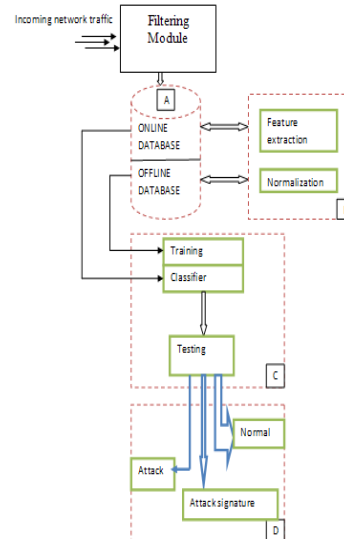 Incoming network traffic
Filtering
Module
A
ONLINE
DATABASE
OFFLINE
DATABASE
Feature
extraction
Normalization
Training
Classifier
Testing
C
Normal
Attack
Attack signature
D